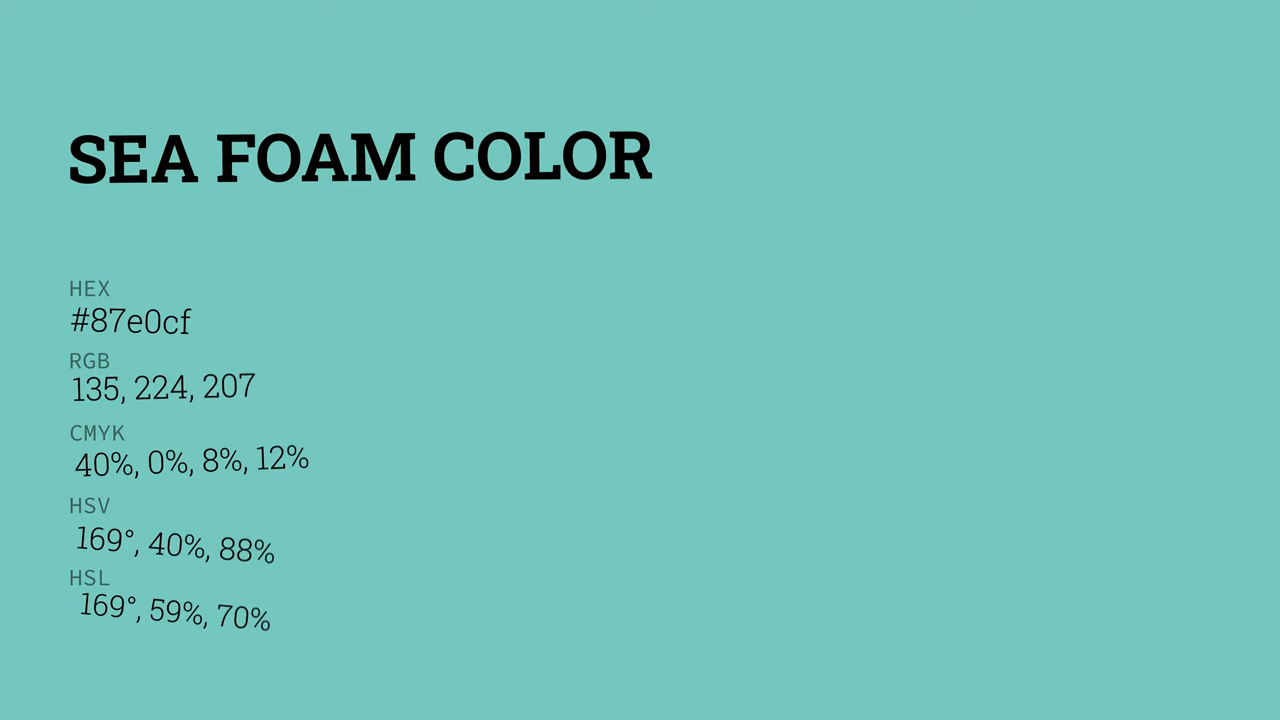 SEA FOAM COLOR
HEX
#87e0cf
RGB
135, 224, 207
CMYK
40%, 0%, 8%, 12%
HSV
169°, 40%, 88%
HSL
169°, 59%, 70%